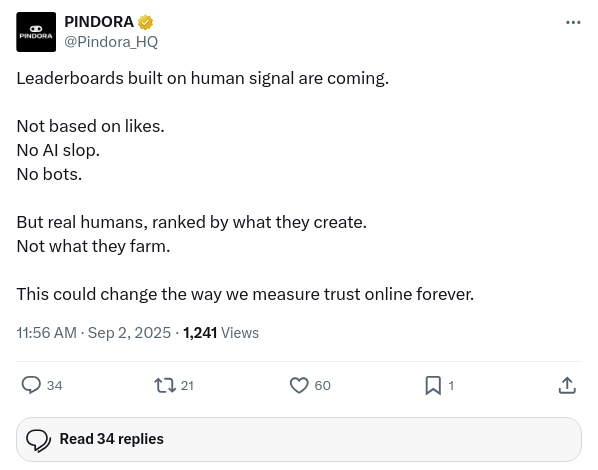 PINDORA
PINDORA
@Pindora_HQ
Leaderboards built on human signal are coming.
Not based on likes.
No AI slop.
No bots.
But real humans, ranked by what they create.
Not what they farm.
This could change the way we measure trust online forever.
11:56 AM · Sep 2, 2025 · 1,241 Views
34 21 60 1
Read 34 replies